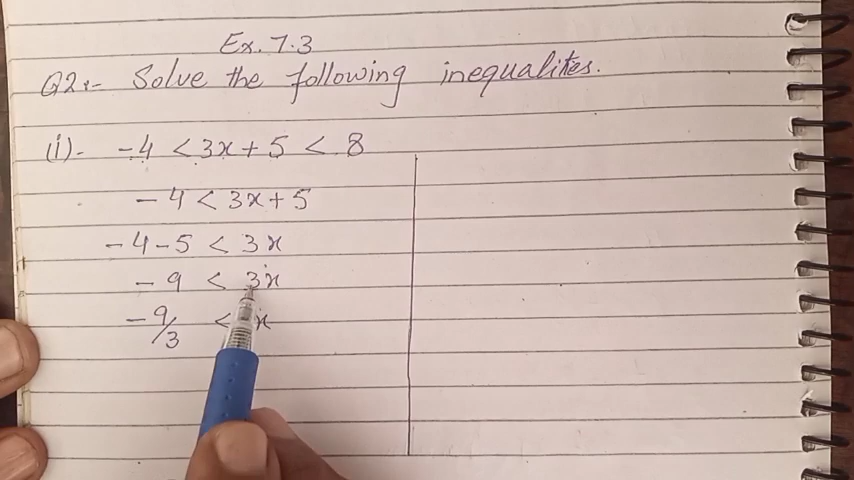 Ex. 7.3
Q2:- Solve the following inequalites.
(i)- -4 < 3x + 5 < 8
-4 < 3x + 5
-4-5 < 3x
-9 < 3x
-9/3 < x